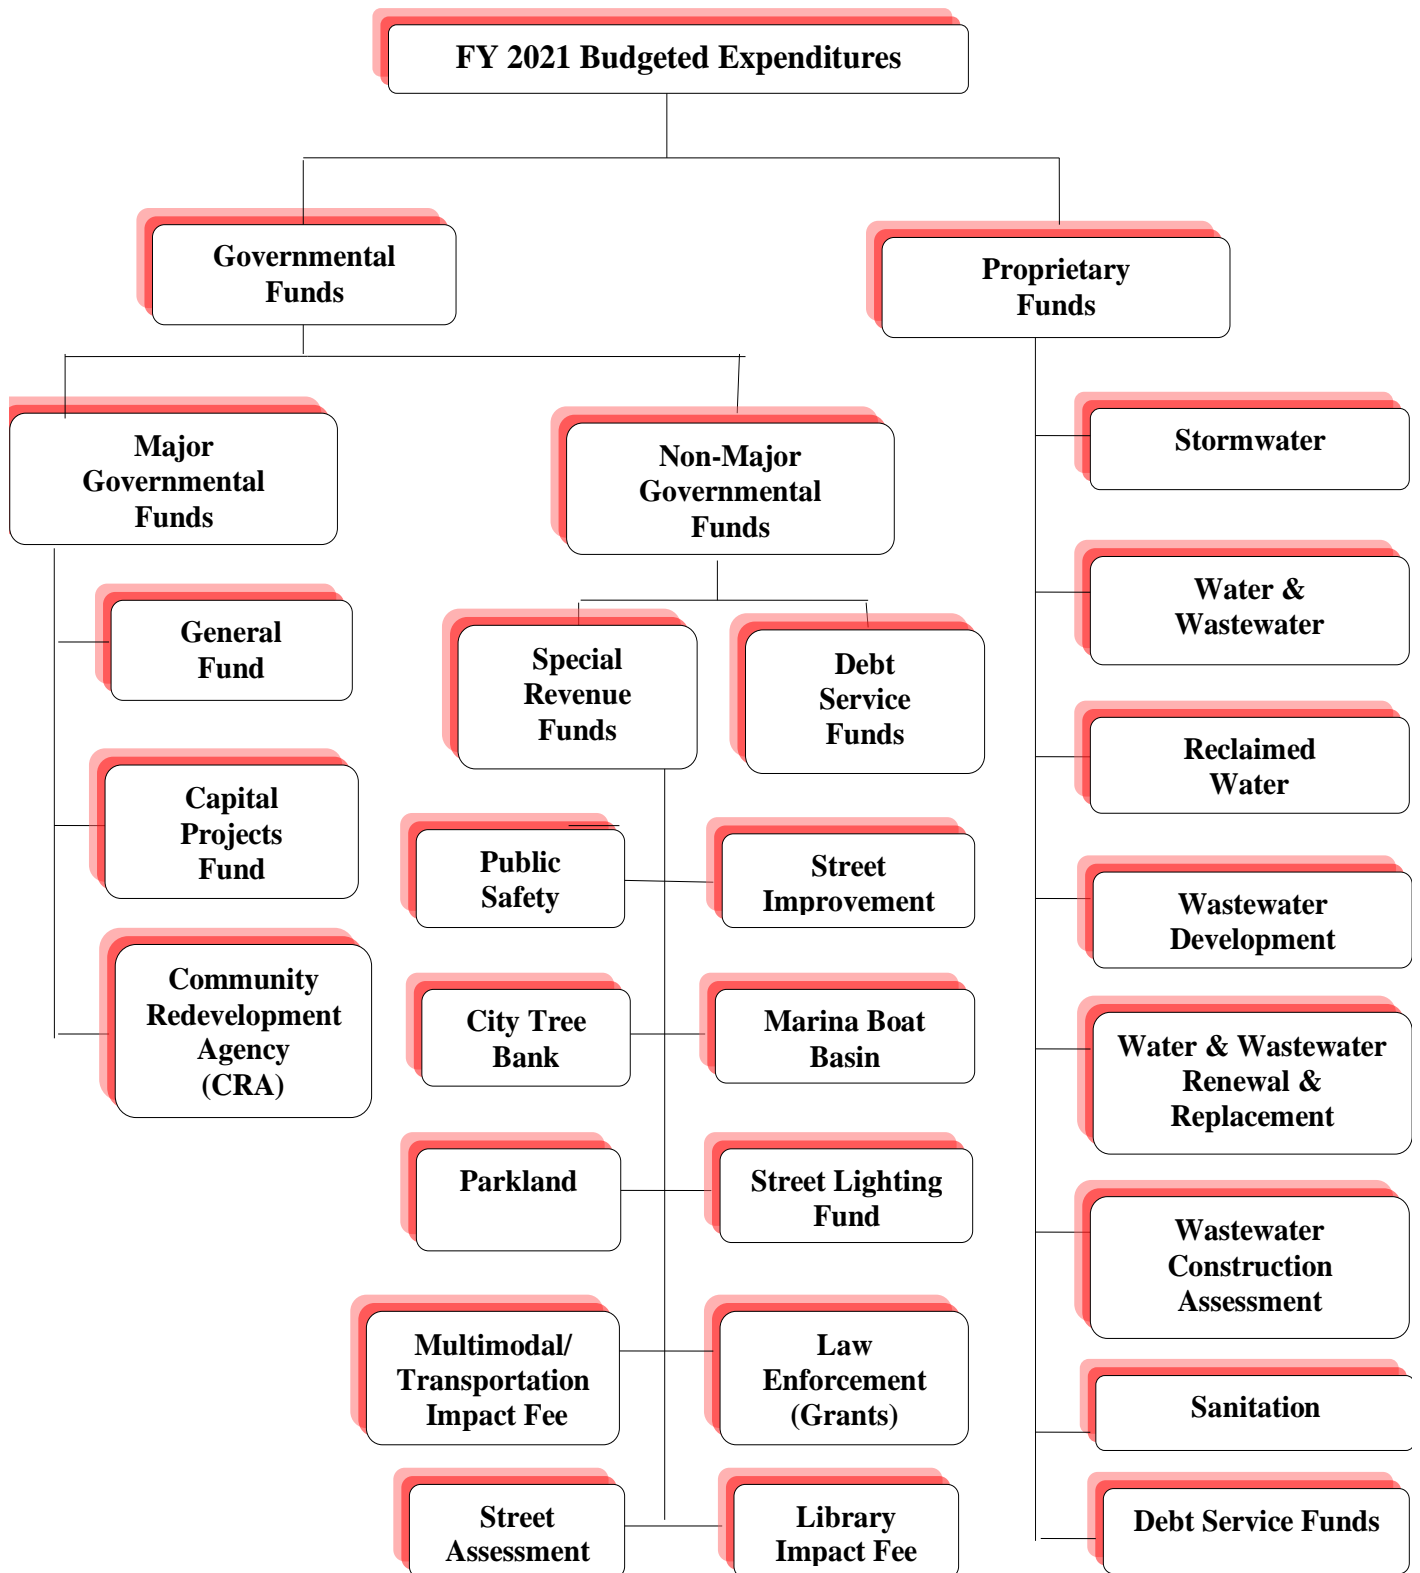 FY 2021 Budgeted Expenditures
Governmental
Funds
Proprietary
Funds
Major
Governmental
Funds
Non-Major
Governmental
Funds
General
Fund
Capital
Projects
Fund
Community
Redevelopment
Agency
(CRA)
Special
Revenue
Funds
Debt
Service
Funds
Public
Safety
Street
Improvement
City Tree
Bank
Marina Boat
Basin
Parkland
Street Lighting
Fund
Multimodal/
Transportation
Impact Fee
Law
Enforcement
(Grants)
Street
Assessment
Library
Impact Fee
Stormwater
Water &
Wastewater
Reclaimed
Water
Wastewater
Development
Water & Wastewater
Renewal &
Replacement
Wastewater
Construction
Assessment
Sanitation
Debt Service Funds